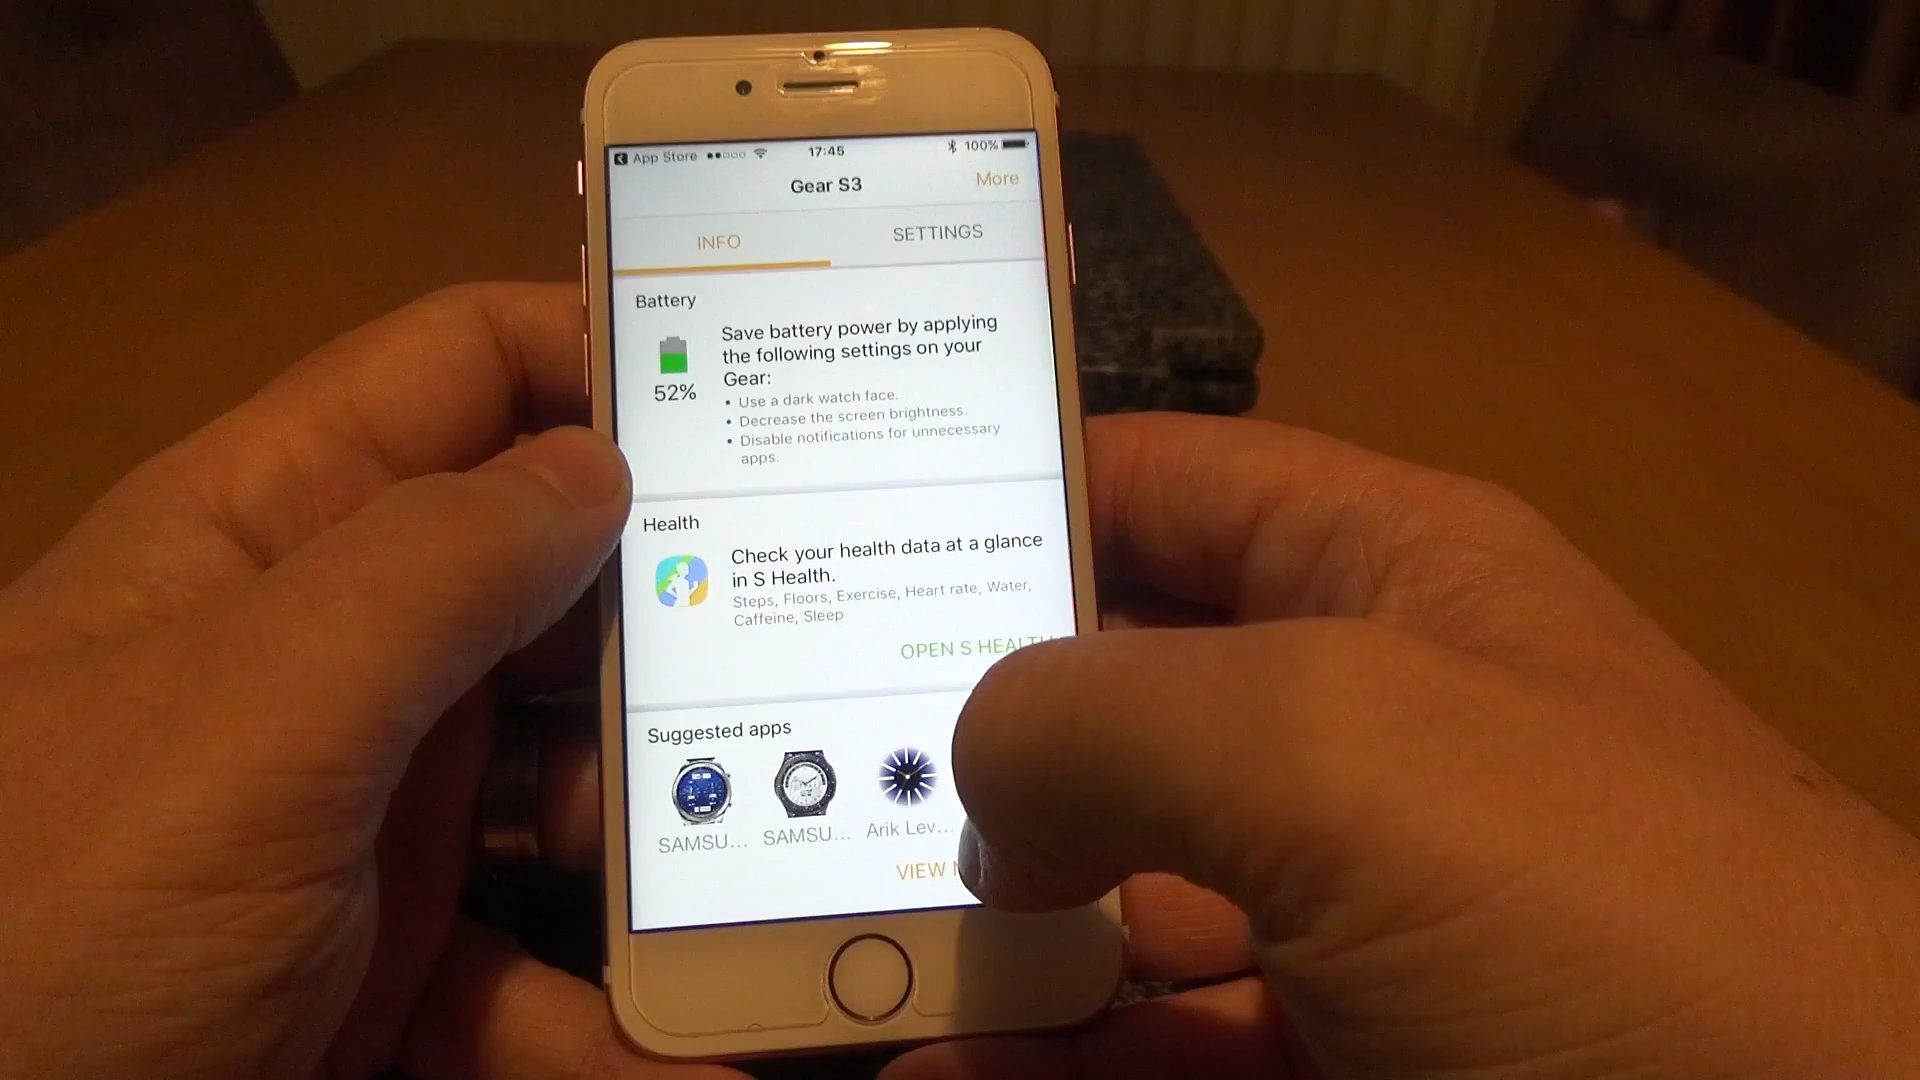 App Store 17:45 100%
Gear S3 More
INFO SETTINGS
Battery
52%
Save battery power by applying
the following settings on your
Gear:
• Use a dark watch face.
• Decrease the screen brightness.
• Disable notifications for unnecessary
apps.
Health
Check your health data at a glance
in S Health.
Steps, Floors, Exercise, Heart rate, Water,
Caffeine, Sleep
OPEN S HEALTH
Suggested apps
SAMSU... SAMSU... Arik Lev...
VIEW